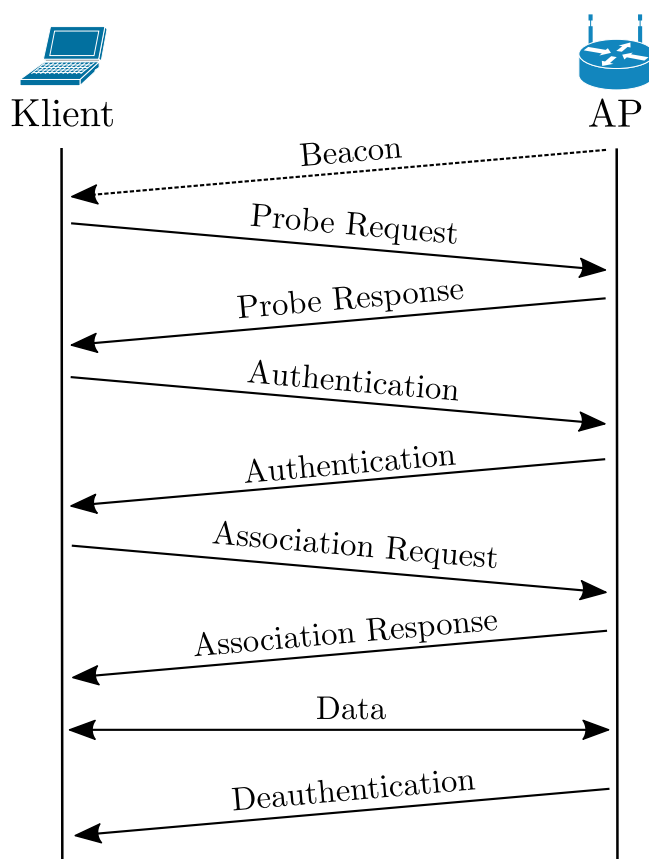 Klient
AP
Beacon
Probe Request
Probe Response
Authentication
Authentication
Association Request
Association Response
Data
Deauthentication